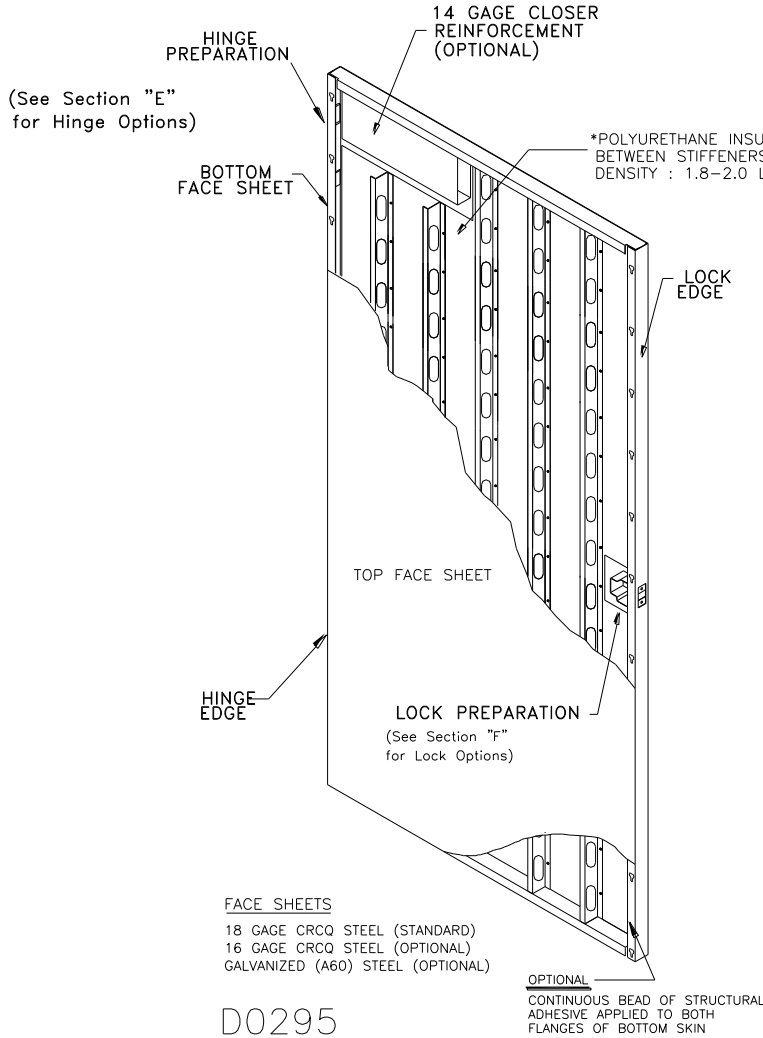 14 GAGE CLOSER
REINFORCEMENT
(OPTIONAL)
HINGE
PREPARATION
(See Section "E"
for Hinge Options)
*POLYURETHANE INSU
BETWEEN STIFFENERS
DENSITY : 1.8-2.0 L
BOTTOM
FACE SHEET
LOCK
EDGE
TOP FACE SHEET
HINGE
EDGE
LOCK PREPARATION
(See Section "F"
for Lock Options)
FACE SHEETS
18 GAGE CRCQ STEEL (STANDARD)
16 GAGE CRCQ STEEL (OPTIONAL)
GALVANIZED (A60) STEEL (OPTIONAL)
OPTIONAL
CONTINUOUS BEAD OF STRUCTURAL
ADHESIVE APPLIED TO BOTH
FLANGES OF BOTTOM SKIN
D0295